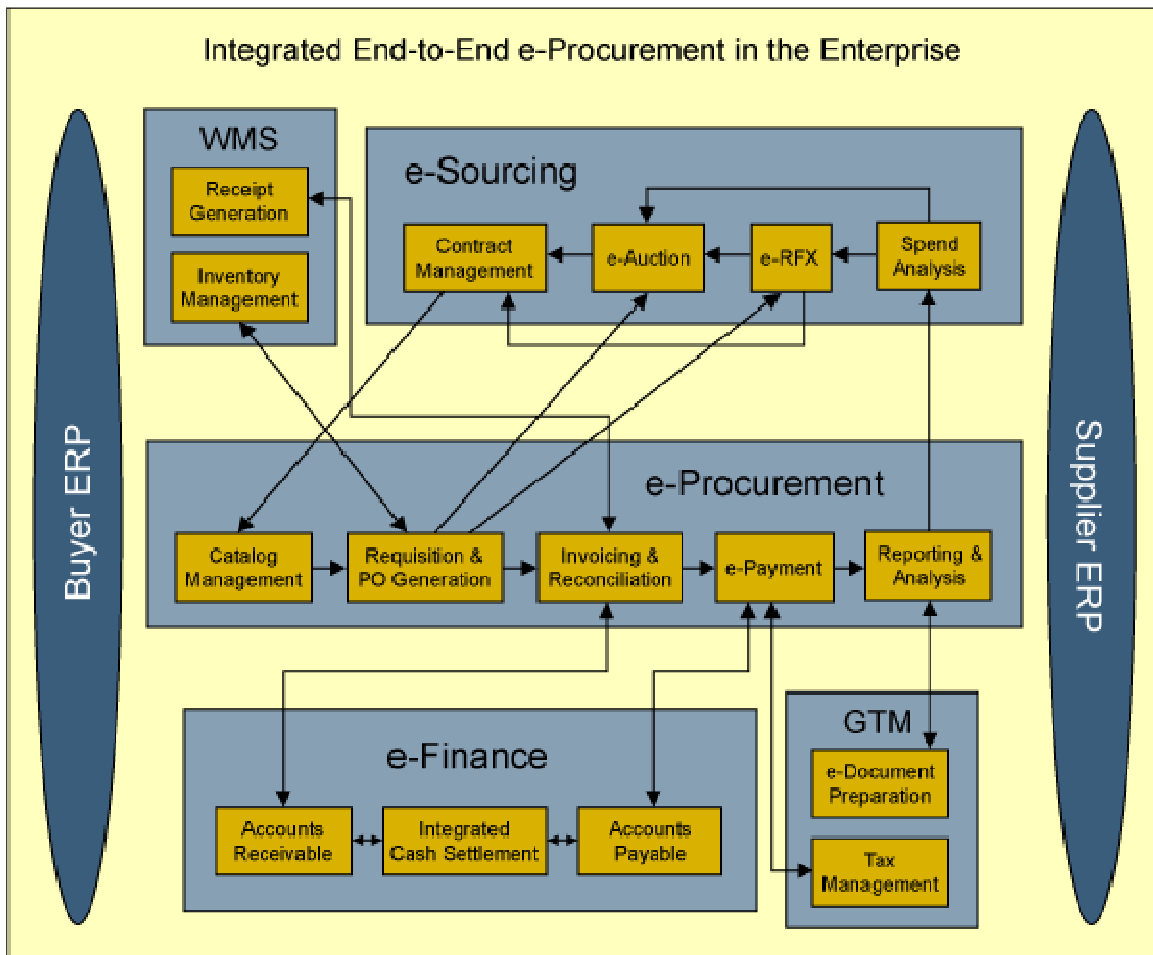 Integrated End-to-End e-Procurement in the Enterprise
WMS
Receipt
Generation
Inventory
Management
e-Sourcing
Contract
Management
e-Auction
e-RFX
Spend
Analysis
Buyer ERP
Supplier ERP
e-Procurement
Catalog
Management
Requisition &
PO Generation
Invoicing &
Reconciliation
e-Payment
Reporting &
Analysis
e-Finance
Accounts
Receivable
Integrated
Cash Settlement
Accounts
Payable
GTM
e-Document
Preparation
Tax
Management